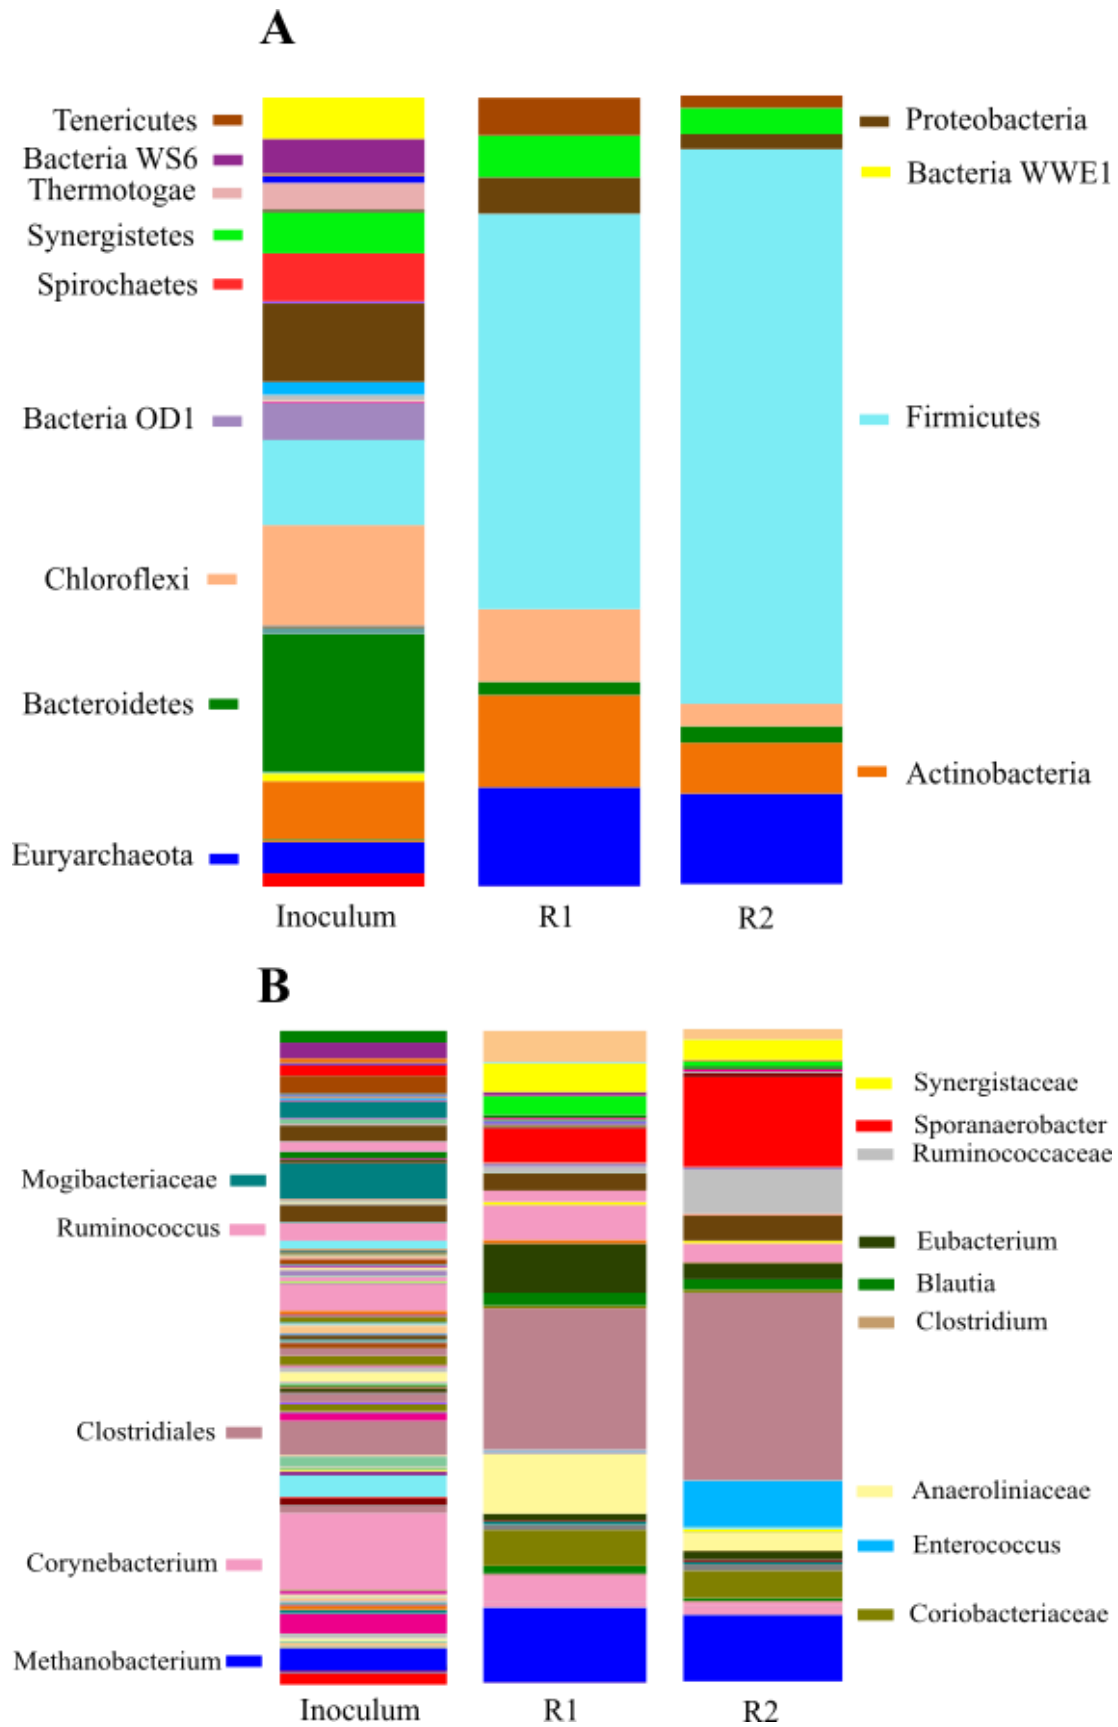 A
Tenericutes
Bacteria WS6
Thermotogae
Synergistetes
Spirochaetes
Bacteria OD1
Chloroflexi
Bacteroidetes
Euryarchaeota
Proteobacteria
Bacteria WWE1
Firmicutes
Actinobacteria
Inoculum R1 R2
B
Mogibacteriaceae
Ruminococcus
Clostridiales
Corynebacterium
Methanobacterium
Synergistaceae
Sporanaerobacter
Ruminococcaceae
Eubacterium
Blautia
Clostridium
Anaeroliniaceae
Enterococcus
Coriobacteriaceae
Inoculum R1 R2